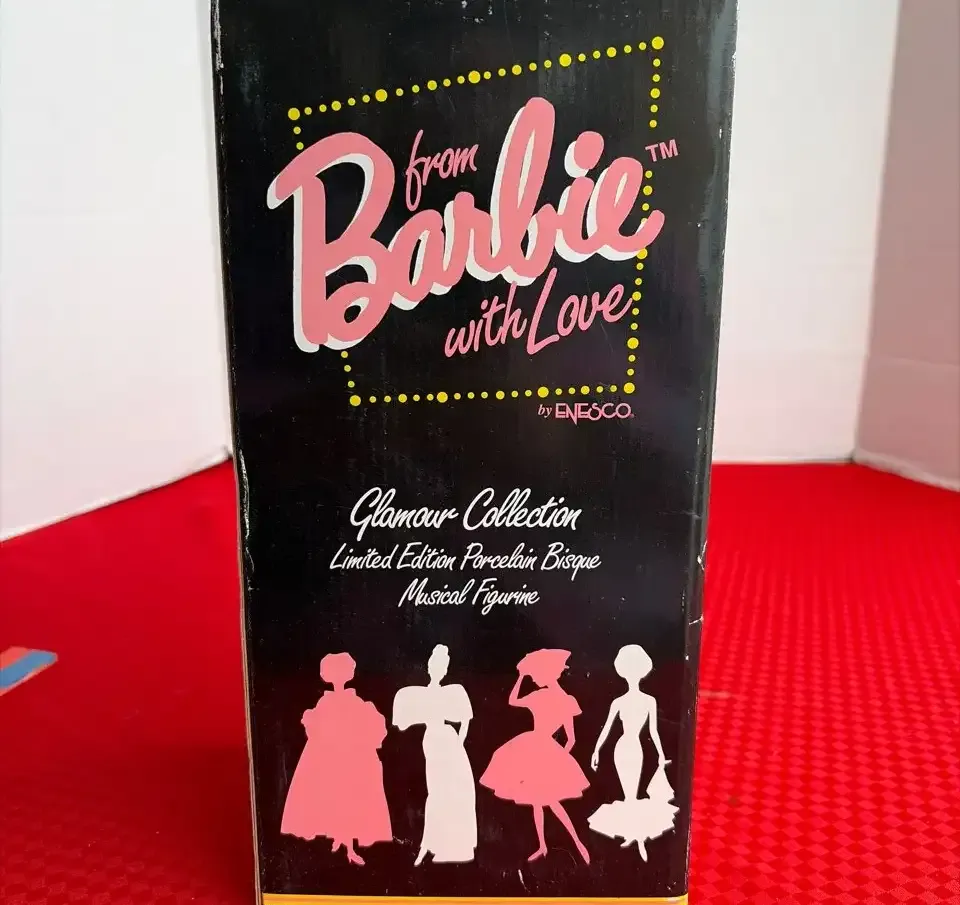 from
Barbie™
with Love
by ENESCO®
Glamour Collection
Limited Edition Porcelain Bisque
Musical Figurine